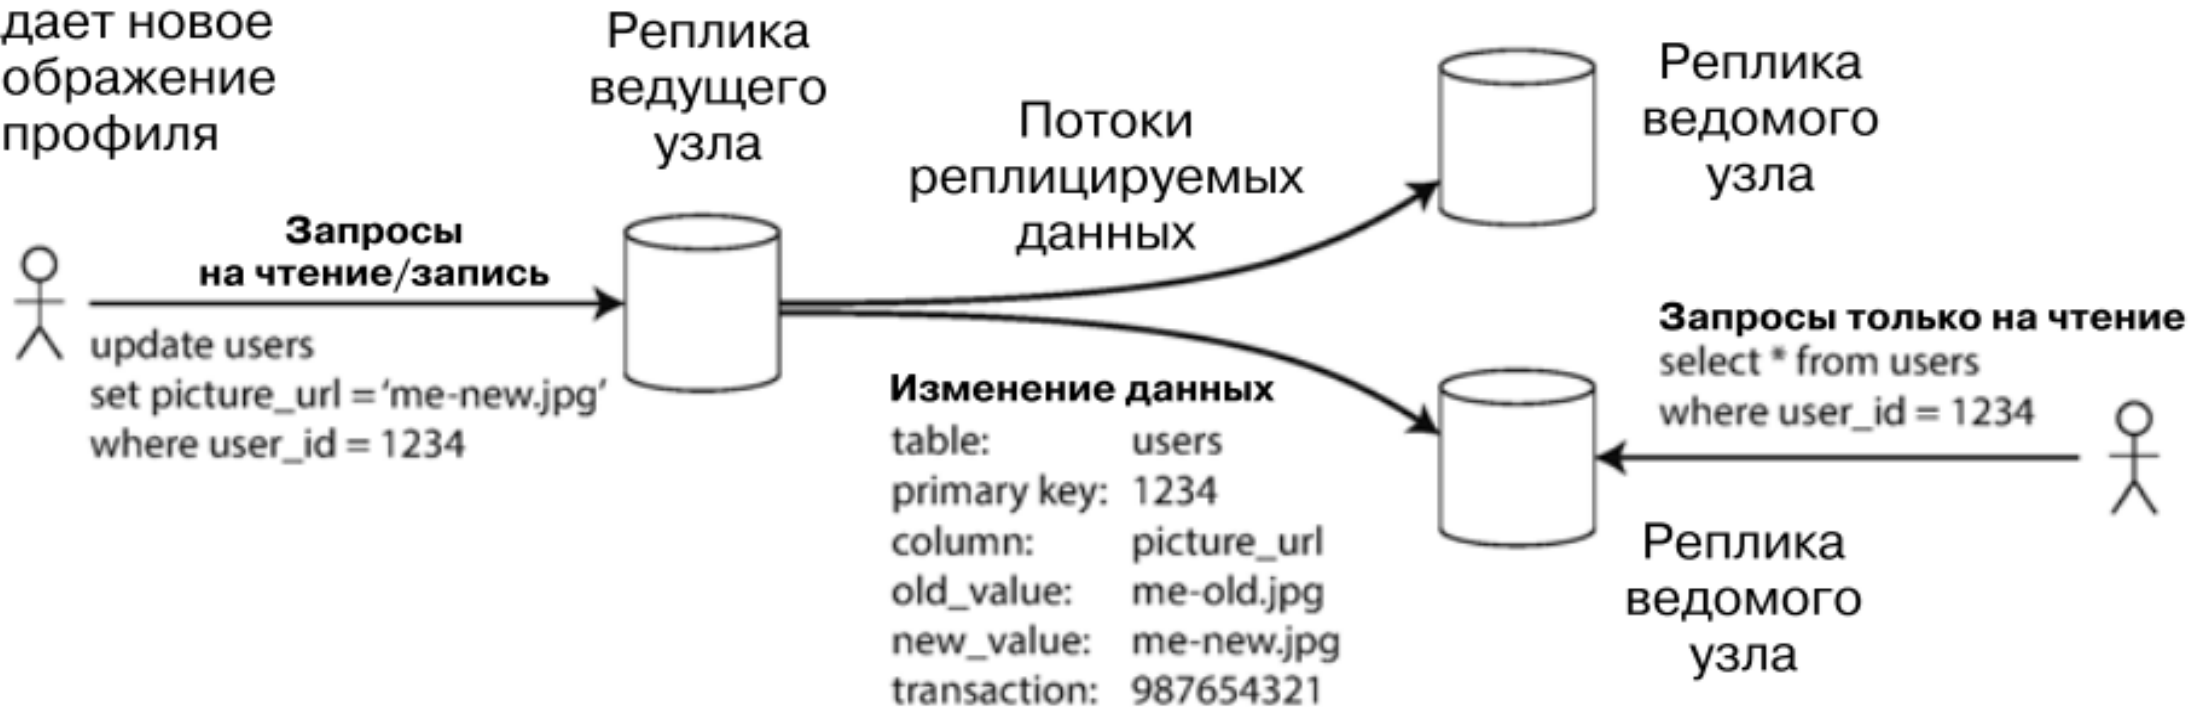 дает новое
ображение
профиля
Реплика
ведущего
узла
Потоки
реплицируемых
данных
Реплика
ведомого
узла
Запросы
на чтение/запись
update users
set picture_url = ‘me-new.jpg’
where user_id = 1234
Изменение данных
table: users
primary key: 1234
column: picture_url
old_value: me-old.jpg
new_value: me-new.jpg
transaction: 987654321
Запросы только на чтение
select * from users
where user_id = 1234
Реплика
ведомого
узла